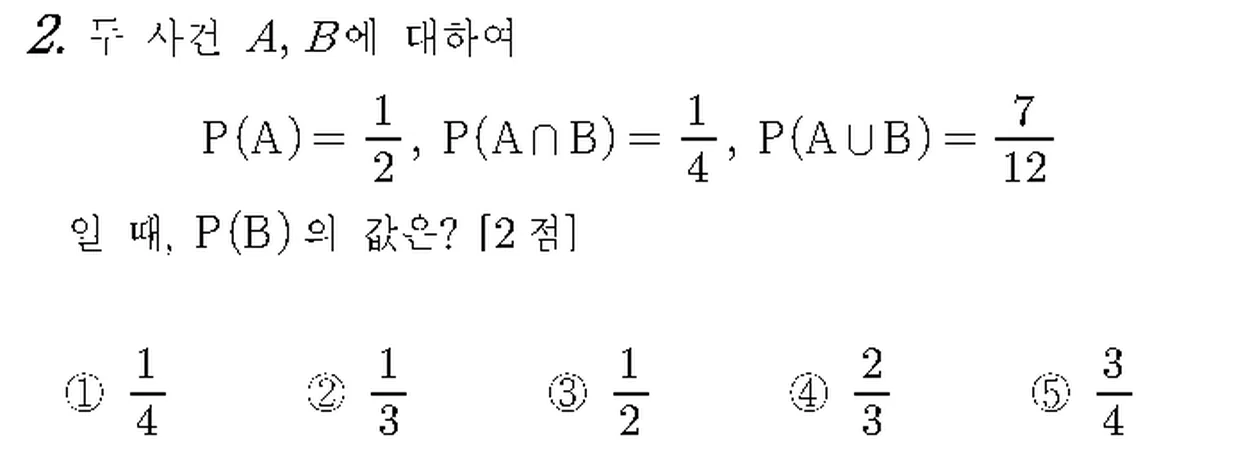 2. 두 사건 A, B에 대하여
P(A) = 1/2, P(A∩B) = 1/4, P(A∪B) = 7/12
일 때, P(B)의 값은? [2점]
① 1/4 ② 1/3 ③ 1/2 ④ 2/3 ⑤ 3/4